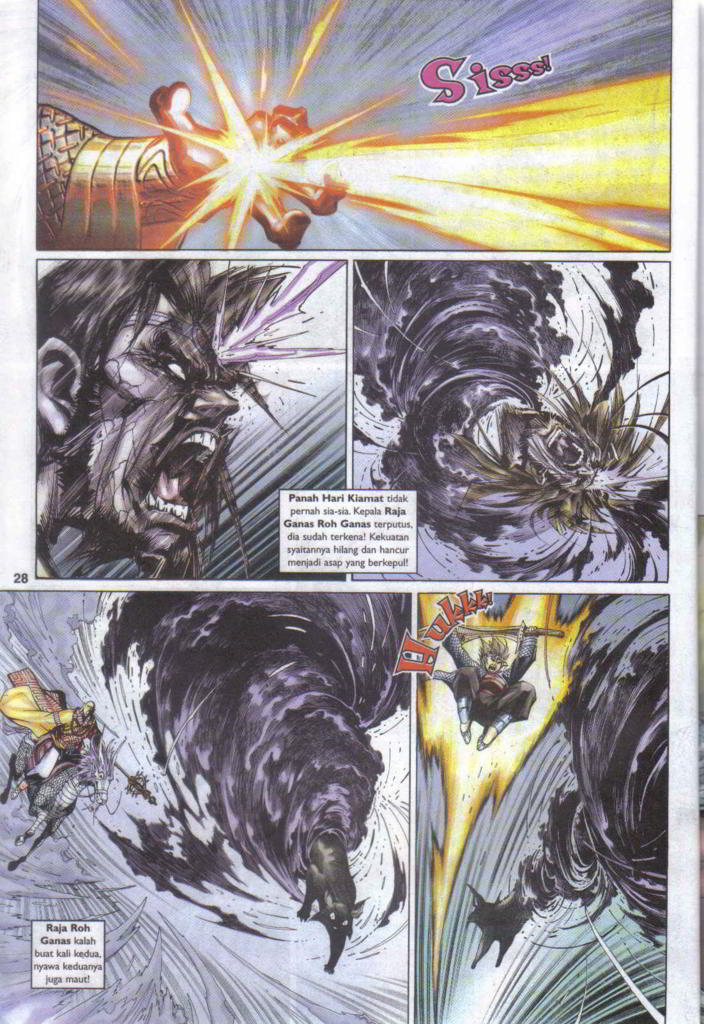 Sisss!
Panah Hari Kiamat tidak
pernah sia-sia. Kepala Raja
Ganas Roh Ganas terputus,
dia sudah terkena! Kekuatan
syaitannya hilang dan hancur
menjadi asap yang berkepul!
28
Hukkk!
Raja Roh
Ganas kalah
buat kali kedua,
nyawa keduanya
juga maut!